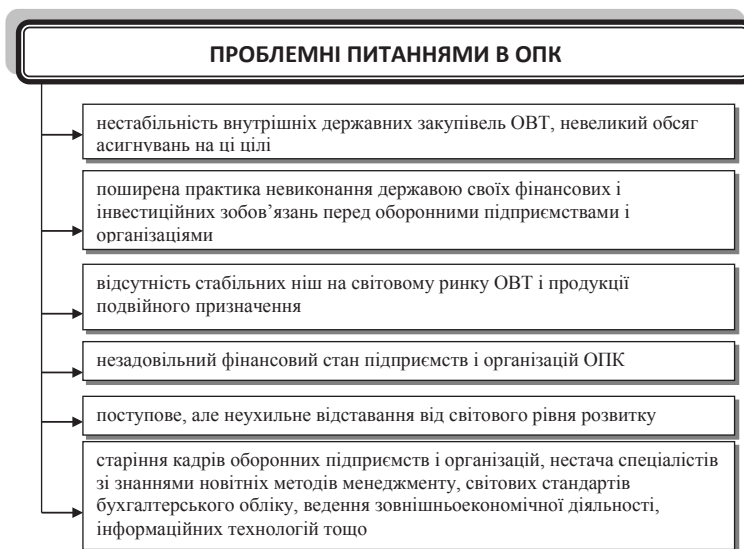 ПРОБЛЕМНІ ПИТАННЯМИ В ОПК
нестабільність внутрішніх державних закупівель ОВТ, невеликий обсяг
асигнувань на ці цілі
поширена практика невиконання державою своїх фінансових і
інвестиційних зобов’язань перед оборонними підприємствами і
організаціями
відсутність стабільних ніш на світовому ринку ОВТ і продукції
подвійного призначення
незадовільний фінансовий стан підприємств і організацій ОПК
поступове, але неухильне відставання від світового рівня розвитку
старіння кадрів оборонних підприємств і організацій, нестача спеціалістів
зі знаннями новітніх методів менеджменту, світових стандартів
бухгалтерського обліку, ведення зовнішньоекономічної діяльності,
інформаційних технологій тощо